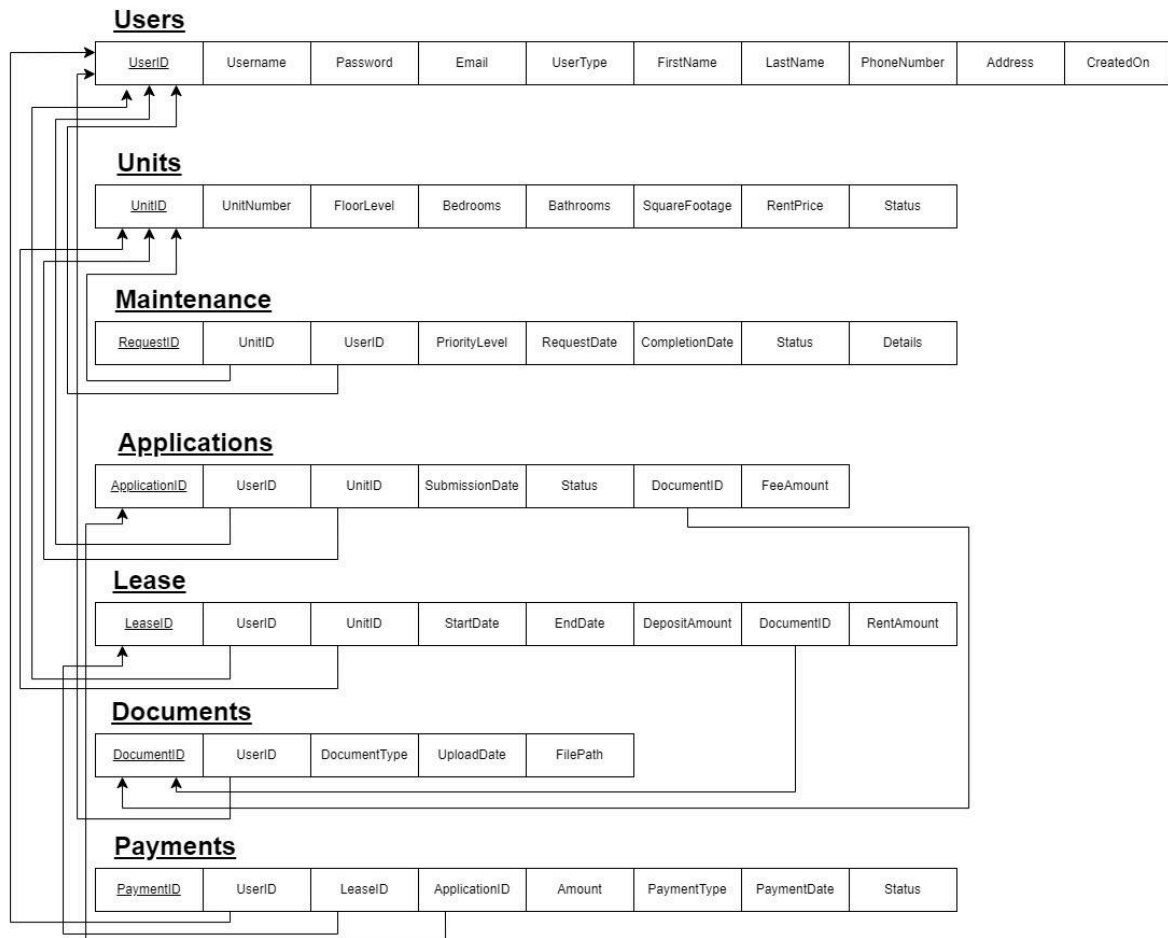 Users
UserID Username Password Email UserType FirstName LastName PhoneNumber Address CreatedOn
Units
UnitID UnitNumber FloorLevel Bedrooms Bathrooms SquareFootage RentPrice Status
Maintenance
RequestID UnitID UserID PriorityLevel RequestDate CompletionDate Status Details
Applications
ApplicationID UserID UnitID SubmissionDate Status DocumentID FeeAmount
Lease
LeaseID UserID UnitID StartDate EndDate DepositAmount DocumentID RentAmount
Documents
DocumentID UserID DocumentType UploadDate FilePath
Payments
PaymentID UserID LeaseID ApplicationID Amount PaymentType PaymentDate Status